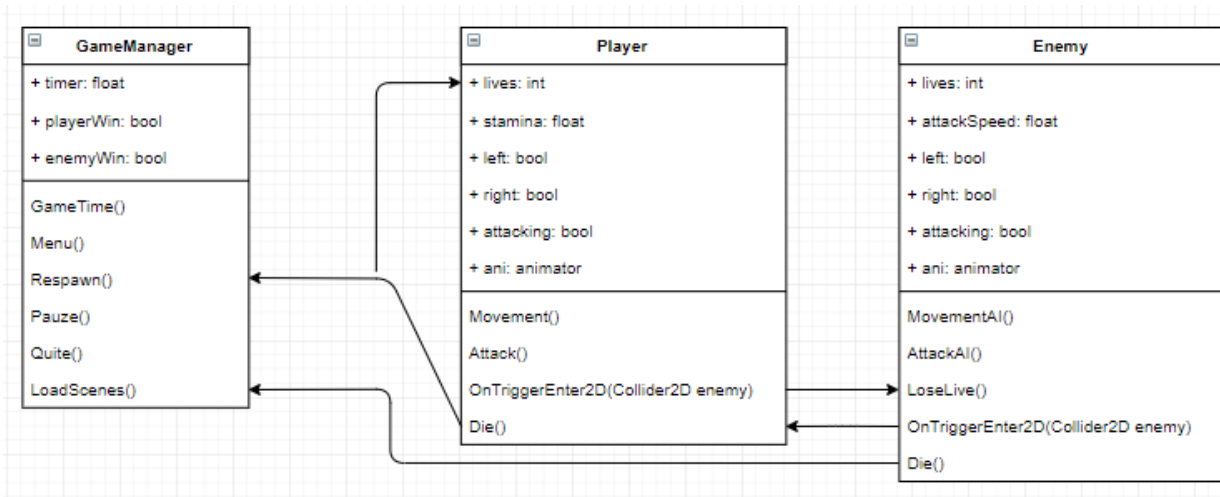 GameManager
+ timer: float
+ playerWin: bool
+ enemyWin: bool
GameTime()
Menu()
Respawn()
Pauze()
Quite()
LoadScenes()
Player
+ lives: int
+ stamina: float
+ left: bool
+ right: bool
+ attacking: bool
+ ani: animator
Movement()
Attack()
OnTriggerEnter2D(Collider2D enemy)
Die()
Enemy
+ lives: int
+ attackSpeed: float
+ left: bool
+ right: bool
+ attacking: bool
+ ani: animator
MovementAI()
AttackAI()
LoseLive()
OnTriggerEnter2D(Collider2D enemy)
Die()